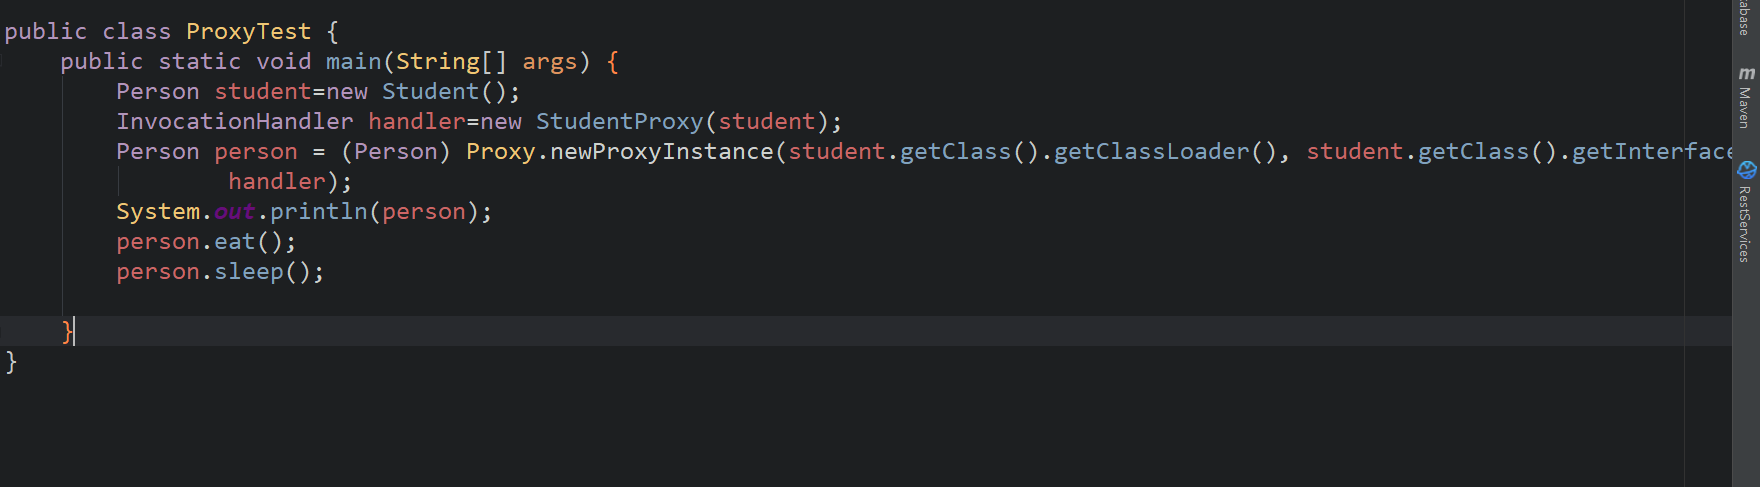 public class ProxyTest {
public static void main(String[] args) {
Person student=new Student();
InvocationHandler handler=new StudentProxy(student);
Person person = (Person) Proxy.newProxyInstance(student.getClass().getClassLoader(), student.getClass().getInterface
handler);
System.out.println(person);
person.eat();
person.sleep();
}
}
abase
m Maven
RestServices